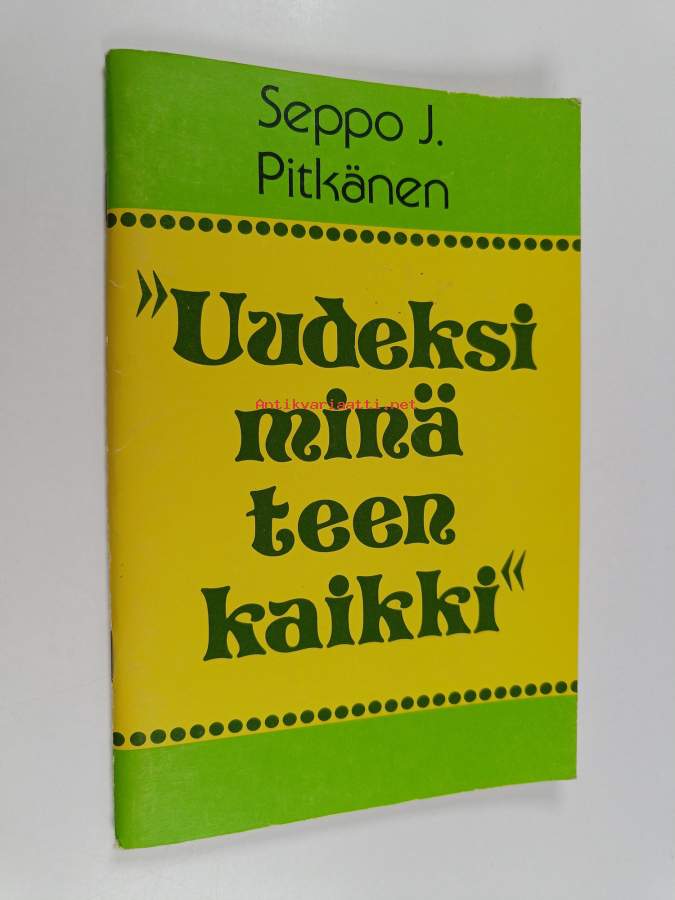 Seppo J.
Pitkänen
»Uudeksi
Antikvariaatti.net
minä
teen
kaikki«